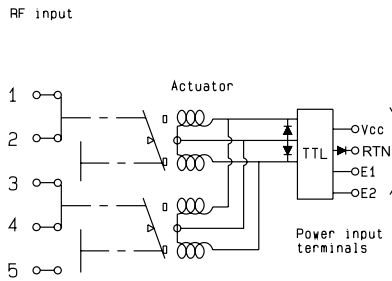 RF input
Actuator
1
2
3
4
5
TTL
Vcc
RTN
E1
E2
Power input
terminals